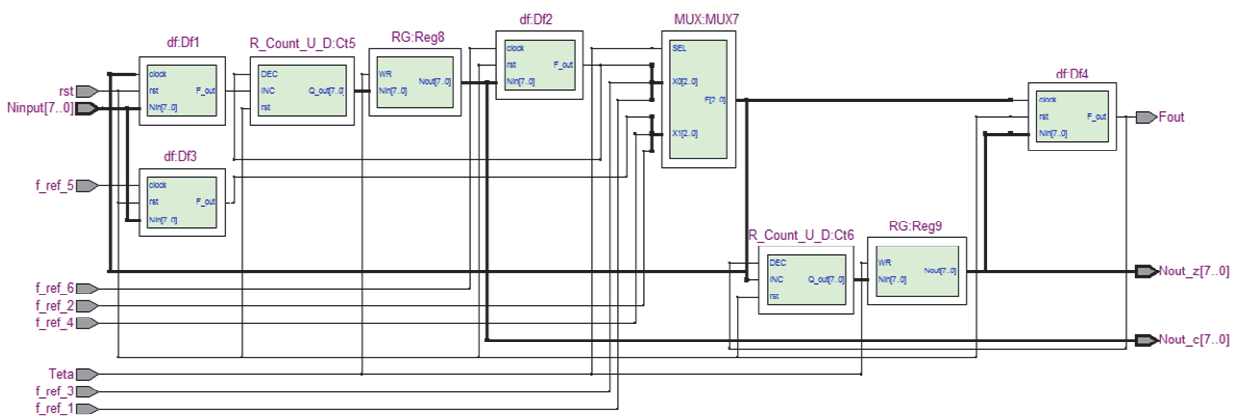 df:Df1
clock
rst
Nin[7..0]
F_out
R_Count_U_D:Ct5
DEC
INC
rst
Q_out[7..0]
RG:Reg8
WR
Nin[7..0]
Nout[7..0]
df:Df2
clock
rst
Nin[7..0]
F_out
MUX:MUX7
SEL
X0[2..0]
X1[2..0]
F[2..0]
df:Df4
clock
rst
Nin[7..0]
F_out
rst
Ninput[7..0]
Fout
df:Df3
clock
rst
Nin[7..0]
F_out
f_ref_5
R_Count_U_D:Ct6
DEC
INC
rst
Q_out[7..0]
RG:Reg9
WR
Nin[7..0]
Nout[7..0]
Nout_z[7..0]
f_ref_6
f_ref_2
f_ref_4
Nout_c[7..0]
Teta
f_ref_3
f_ref_1